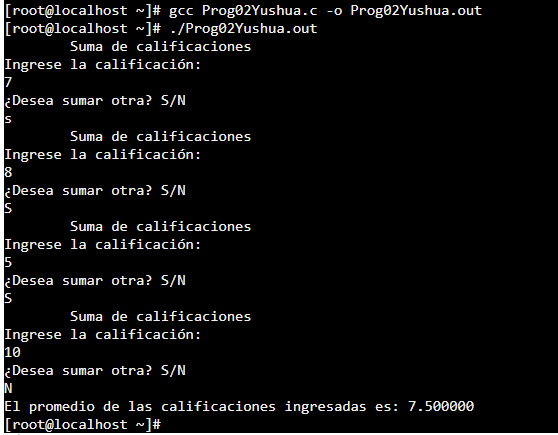 [root@localhost ~]# gcc Prog02Yushua.c -o Prog02Yushua.out
[root@localhost ~]# ./Prog02Yushua.out
        Suma de calificaciones
Ingrese la calificación:
7
¿Desea sumar otra? S/N
s
        Suma de calificaciones
Ingrese la calificación:
8
¿Desea sumar otra? S/N
S
        Suma de calificaciones
Ingrese la calificación:
5
¿Desea sumar otra? S/N
S
        Suma de calificaciones
Ingrese la calificación:
10
¿Desea sumar otra? S/N
N
El promedio de las calificaciones ingresadas es: 7.500000
[root@localhost ~]#